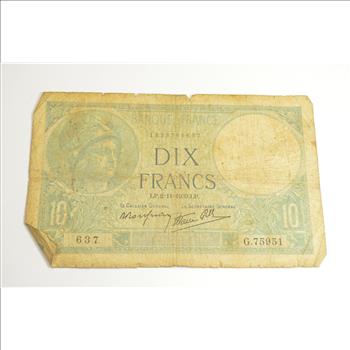 BANQUE DE FRANCE
DIX
FRANCS
Le Caissier Général Le Secrétaire Général
10 10
637 G.75951